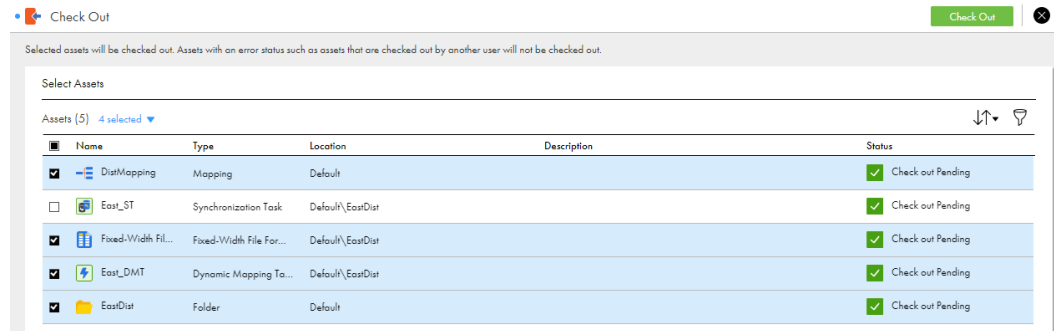 Check Out
Check Out
Selected assets will be checked out. Assets with an error status such as assets that are checked out by another user will not be checked out.
Select Assets
Assets (5) 4 selected
Name Type Location Description Status
DistMapping Mapping Default Check out Pending
East_ST Synchronization Task Default\EastDist Check out Pending
Fixed-Width Fil... Fixed-Width File For... Default\EastDist Check out Pending
East_DMT Dynamic Mapping Ta... Default\EastDist Check out Pending
EastDist Folder Default Check out Pending